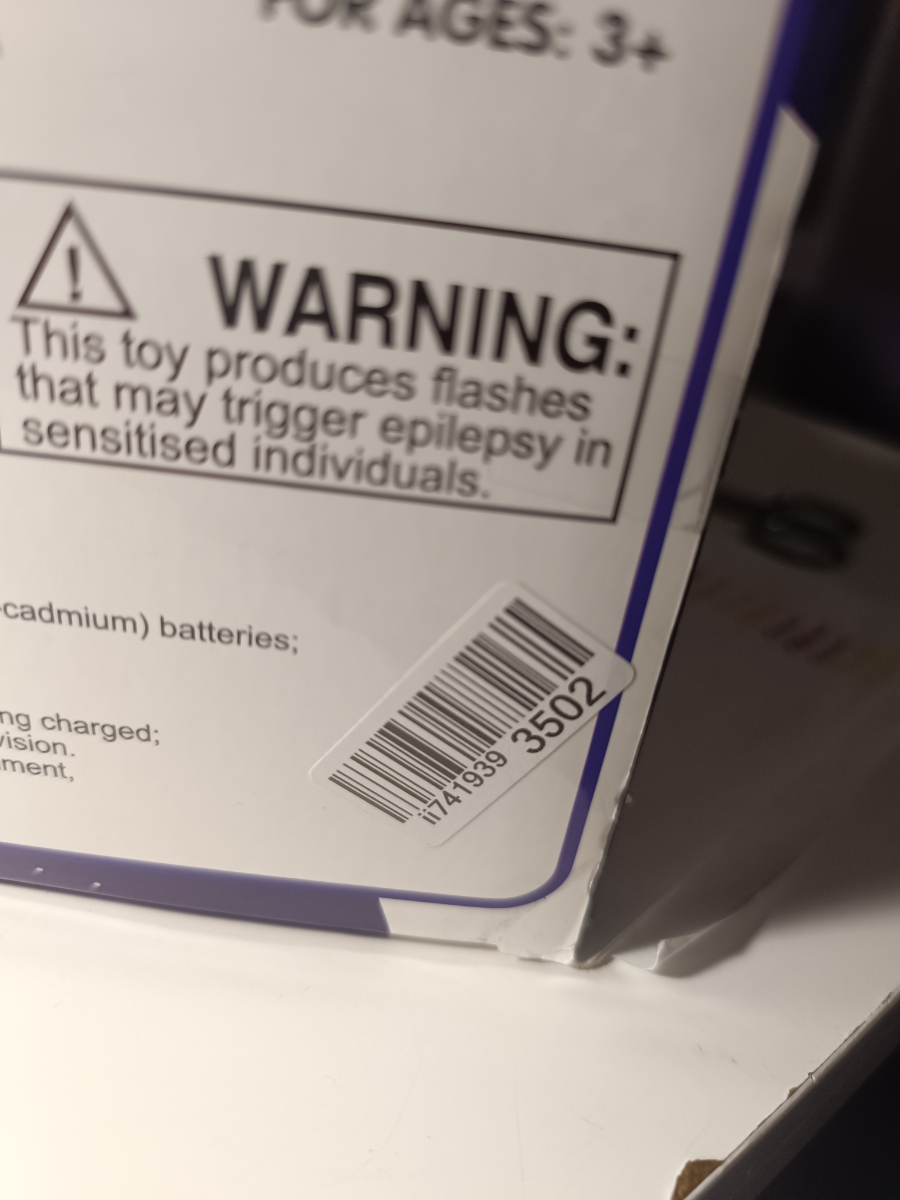 FOR AGES: 3+
WARNING:
This toy produces flashes
that may trigger epilepsy in
sensitised individuals.
-cadmium) batteries;
ng charged;
vision.
ment,
ii741939 3502